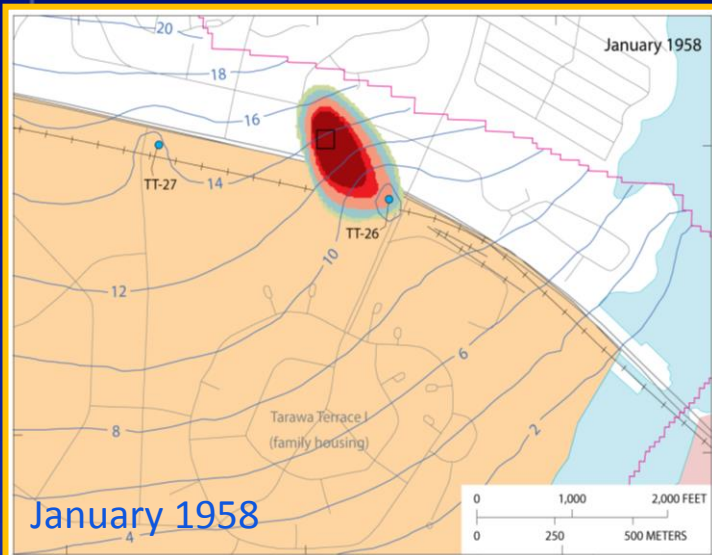 20
January 1958
18
16
TT-27
14
TT-26
10
12
6
Tarawa Terrace I
(family housing)
8
2
0 1,000 2,000 FEET
0 250 500 METERS
January 1958
4